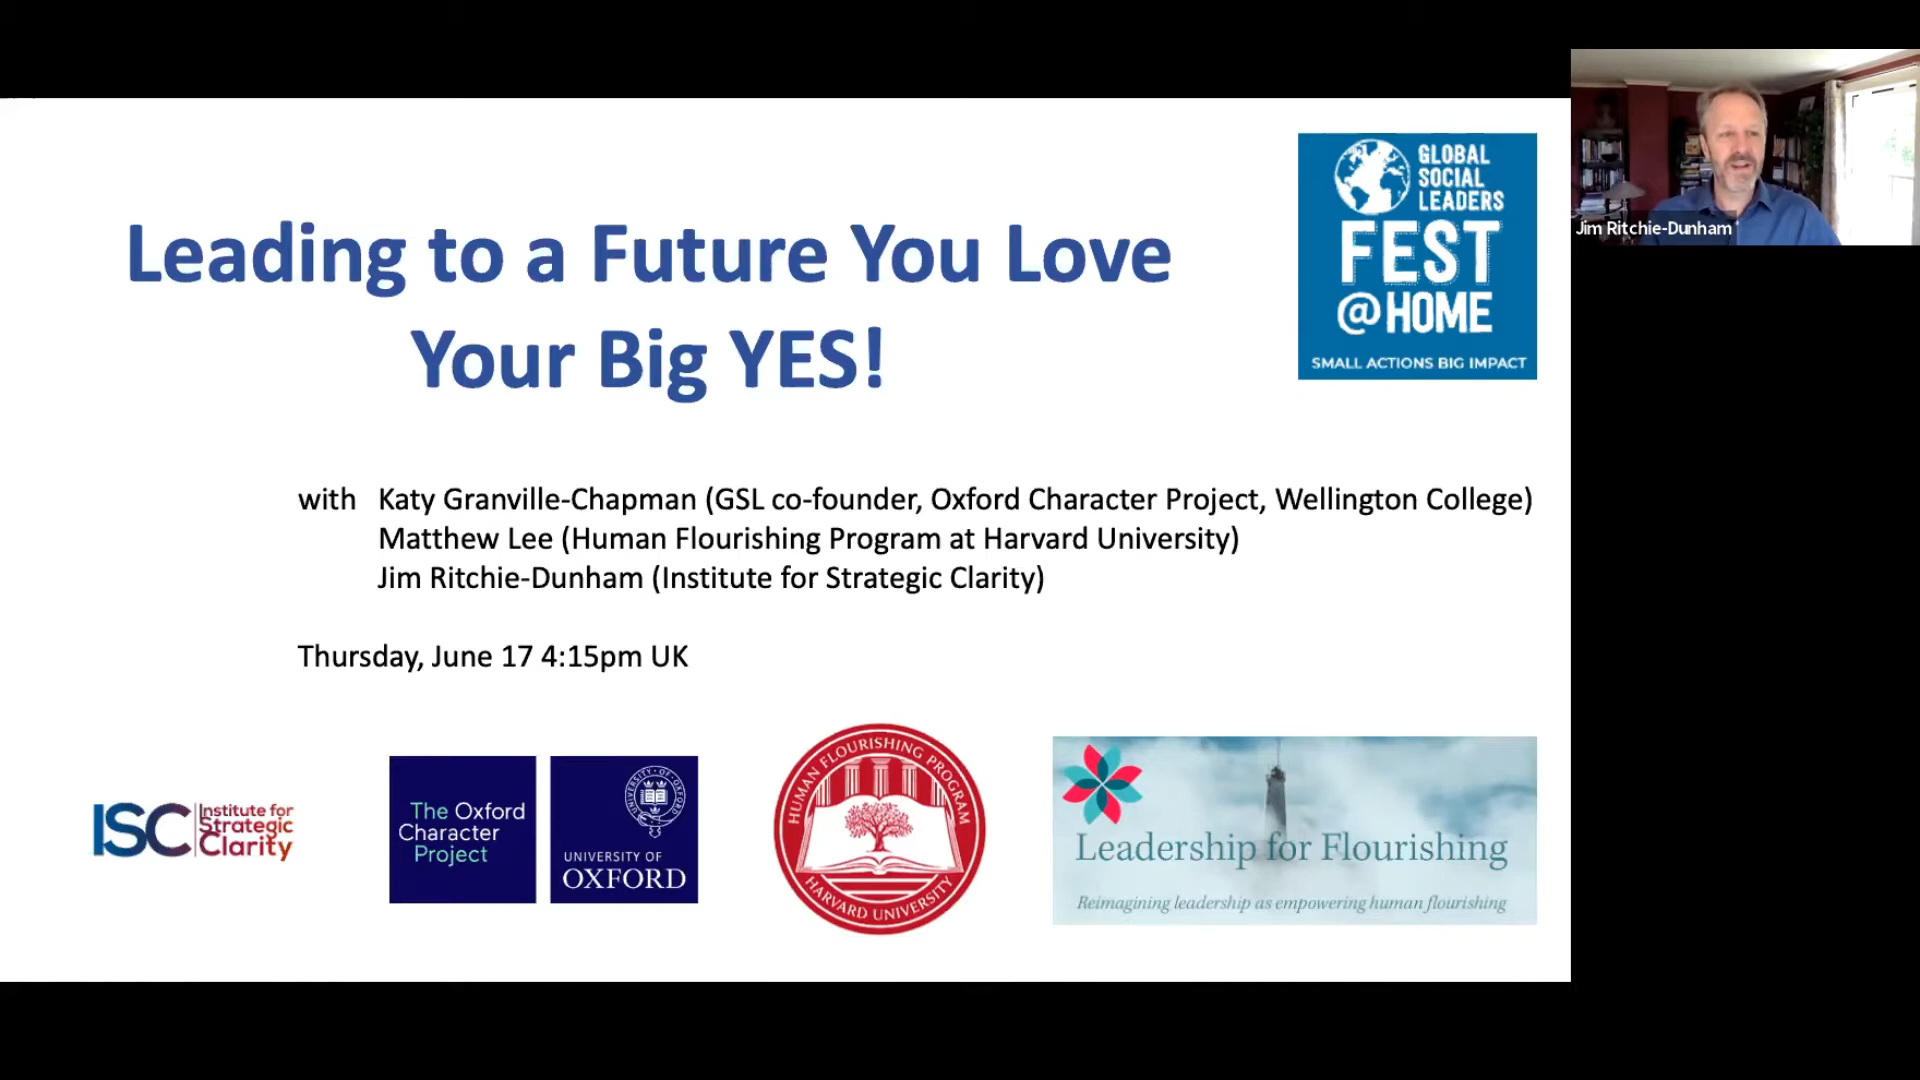 Leading to a Future You Love
Your Big YES!
GLOBAL
SOCIAL
LEADERS
FEST
@HOME
SMALL ACTIONS BIG IMPACT
Jim Ritchie-Dunham
with Katy Granville-Chapman (GSL co-founder, Oxford Character Project, Wellington College)
Matthew Lee (Human Flourishing Program at Harvard University)
Jim Ritchie-Dunham (Institute for Strategic Clarity)
Thursday, June 17 4:15pm UK
ISC
Institute for
Strategic
Clarity
The Oxford
Character
Project
UNIVERSITY OF OXFORD
UNIVERSITY OF
OXFORD
HUMAN FLOURISHING PROGRAM
HARVARD UNIVERSITY
Leadership for Flourishing
Reimagining leadership as empowering human flourishing